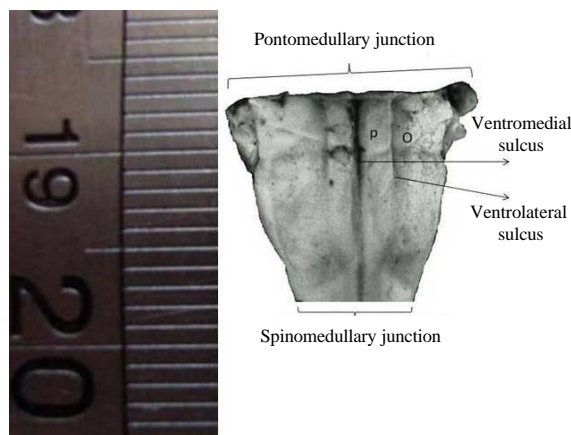 19
20
Pontomedullary junction
P
O
Ventromedial
sulcus
Ventrolateral
sulcus
Spinomedullary junction